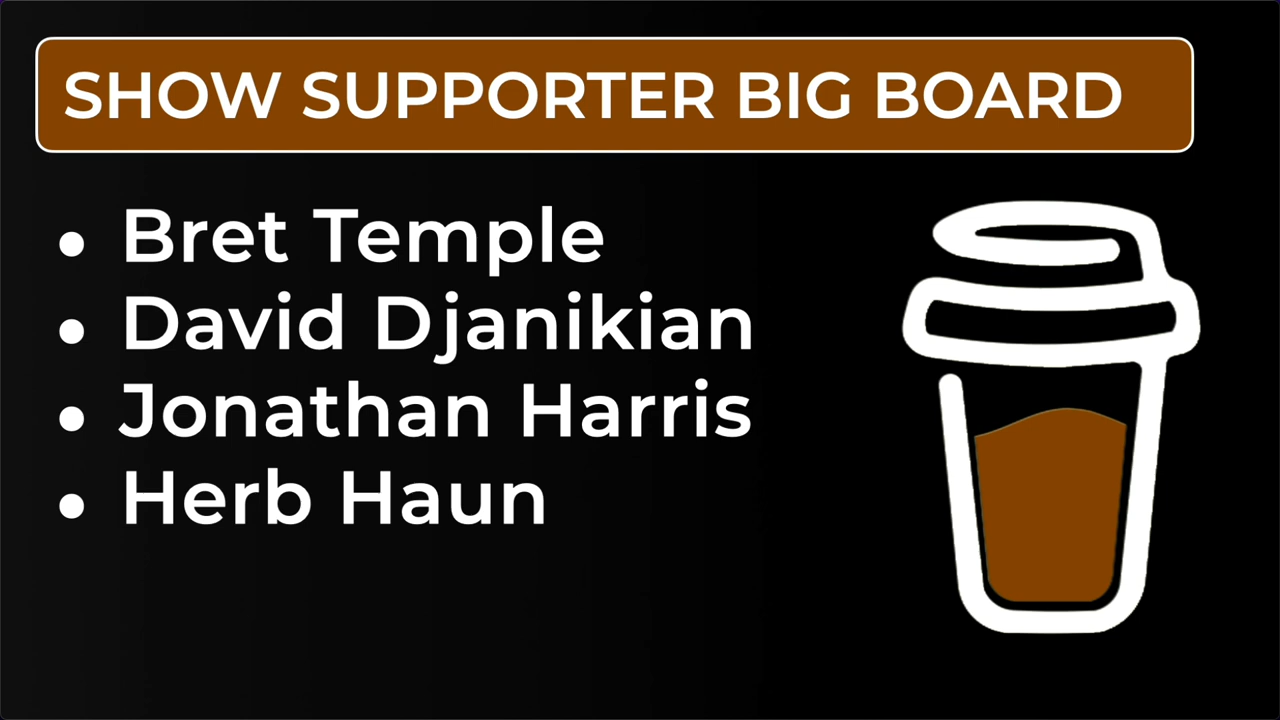 SHOW SUPPORTER BIG BOARD
• Bret Temple
• David Djanikian
• Jonathan Harris
• Herb Haun